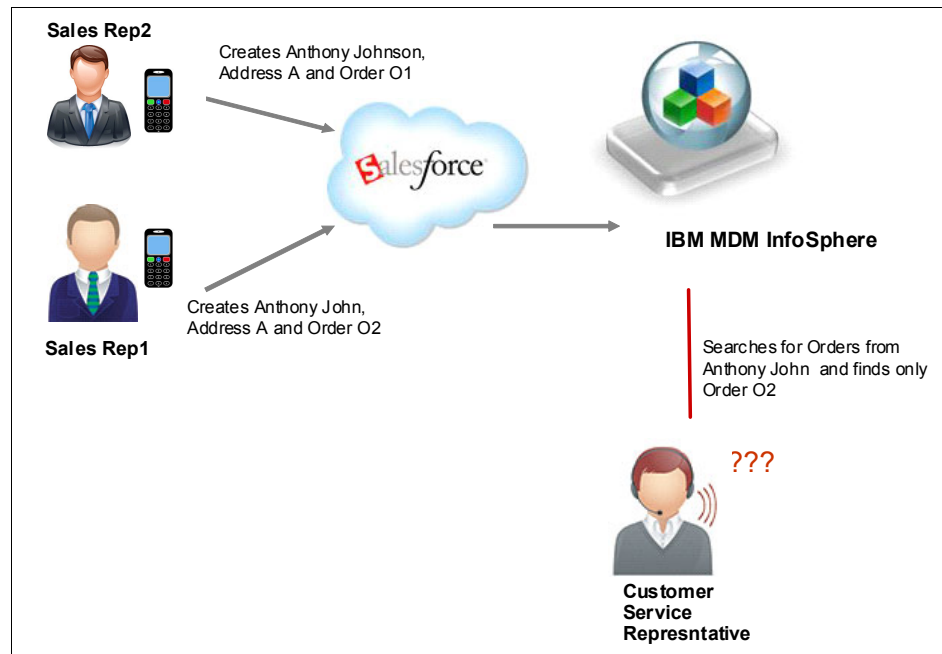 Sales Rep2
Creates Anthony Johnson,
Address A and Order O1
salesforce
IBM MDM InfoSphere
Creates Anthony John,
Address A and Order O2
Sales Rep1
Searches for Orders from
Anthony John and finds only
Order O2
???
Customer
Service
Represntative